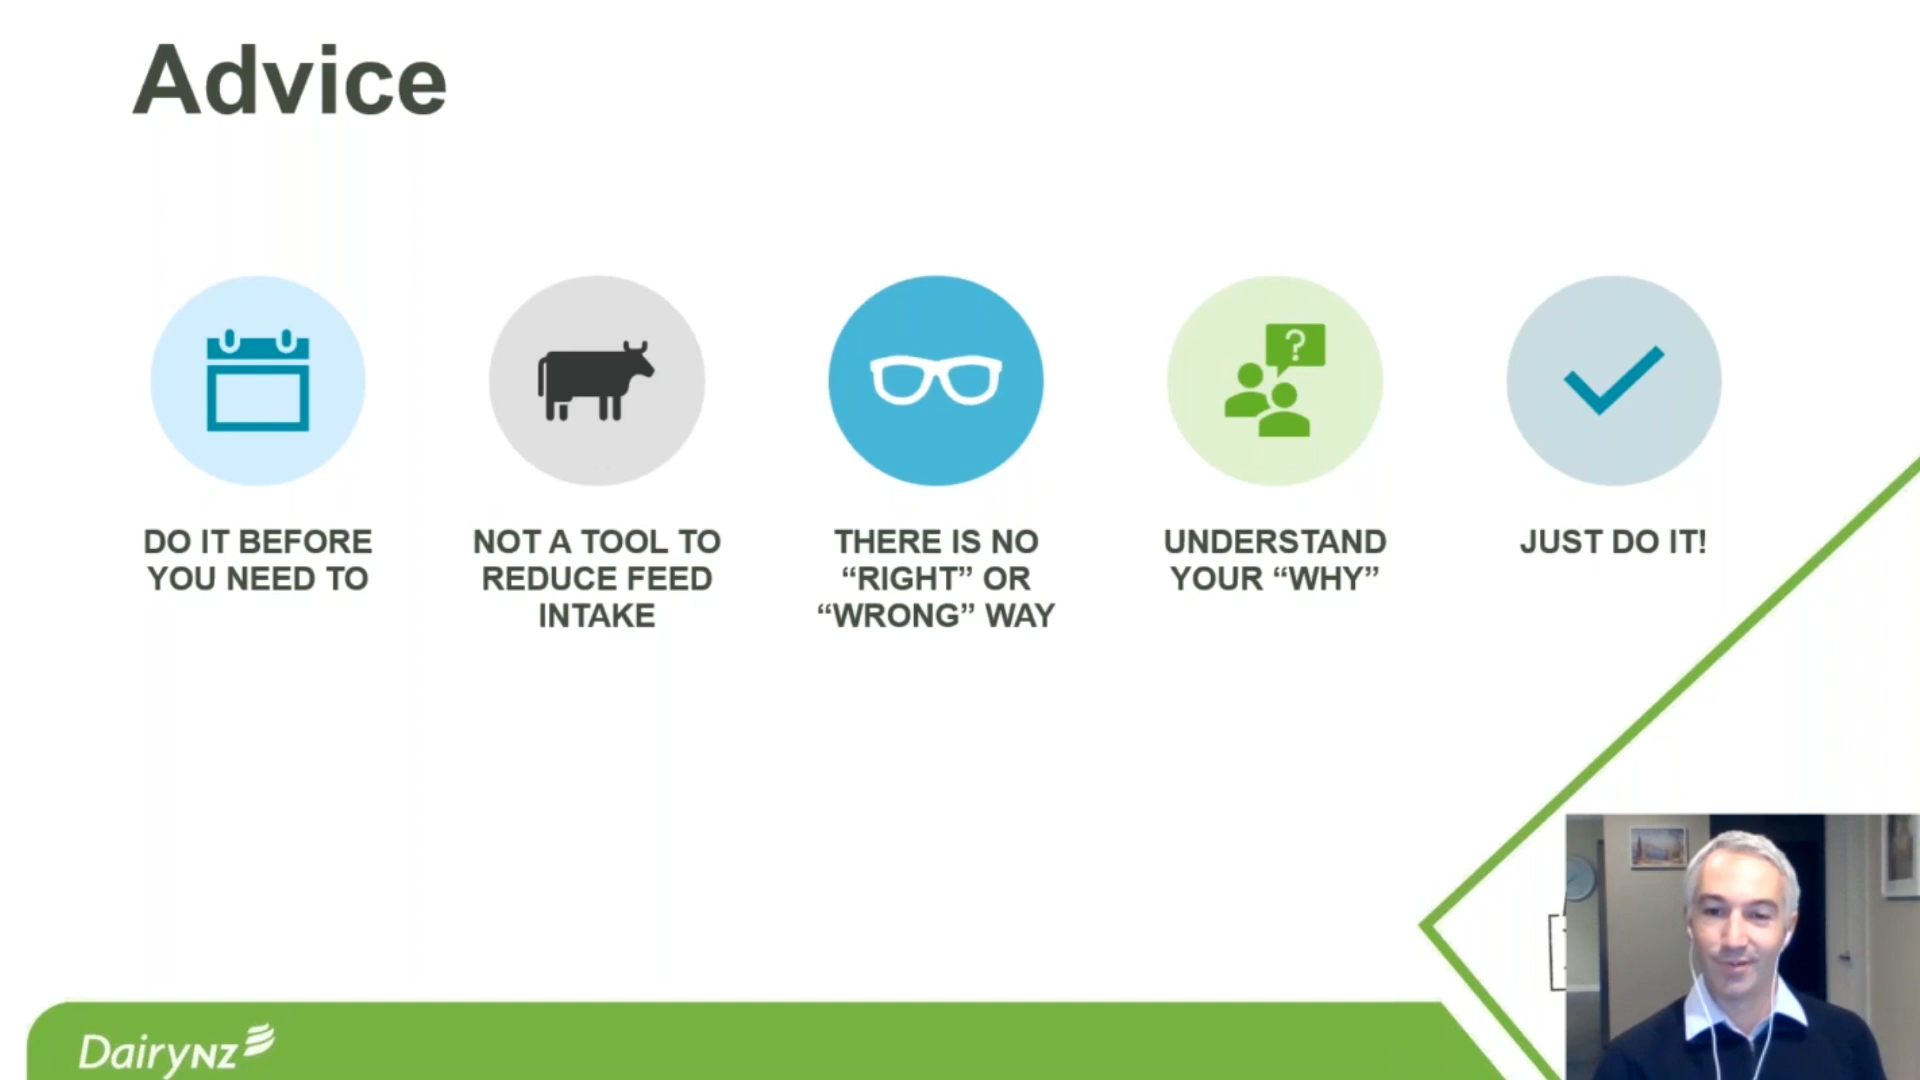 Advice
DO IT BEFORE
YOU NEED TO
NOT A TOOL TO
REDUCE FEED
INTAKE
THERE IS NO
“RIGHT” OR
“WRONG” WAY
UNDERSTAND
YOUR “WHY”
JUST DO IT!
?
DairyNZ